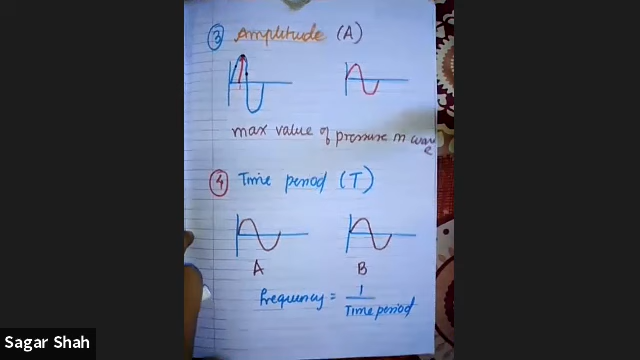 3 Amplitude (A)
max value of pressure in wave
4 Time period (T)
A B
Frequency = 1
Time period
Sagar Shah